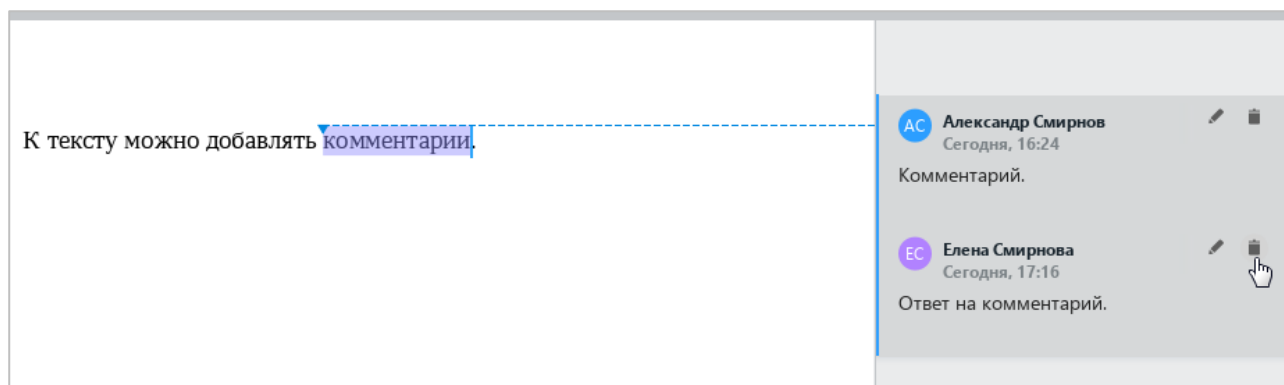 К тексту можно добавлять комментарии.
АС
Александр Смирнов
Сегодня, 16:24
Комментарий.
ЕС
Елена Смирнова
Сегодня, 17:16
Ответ на комментарий.